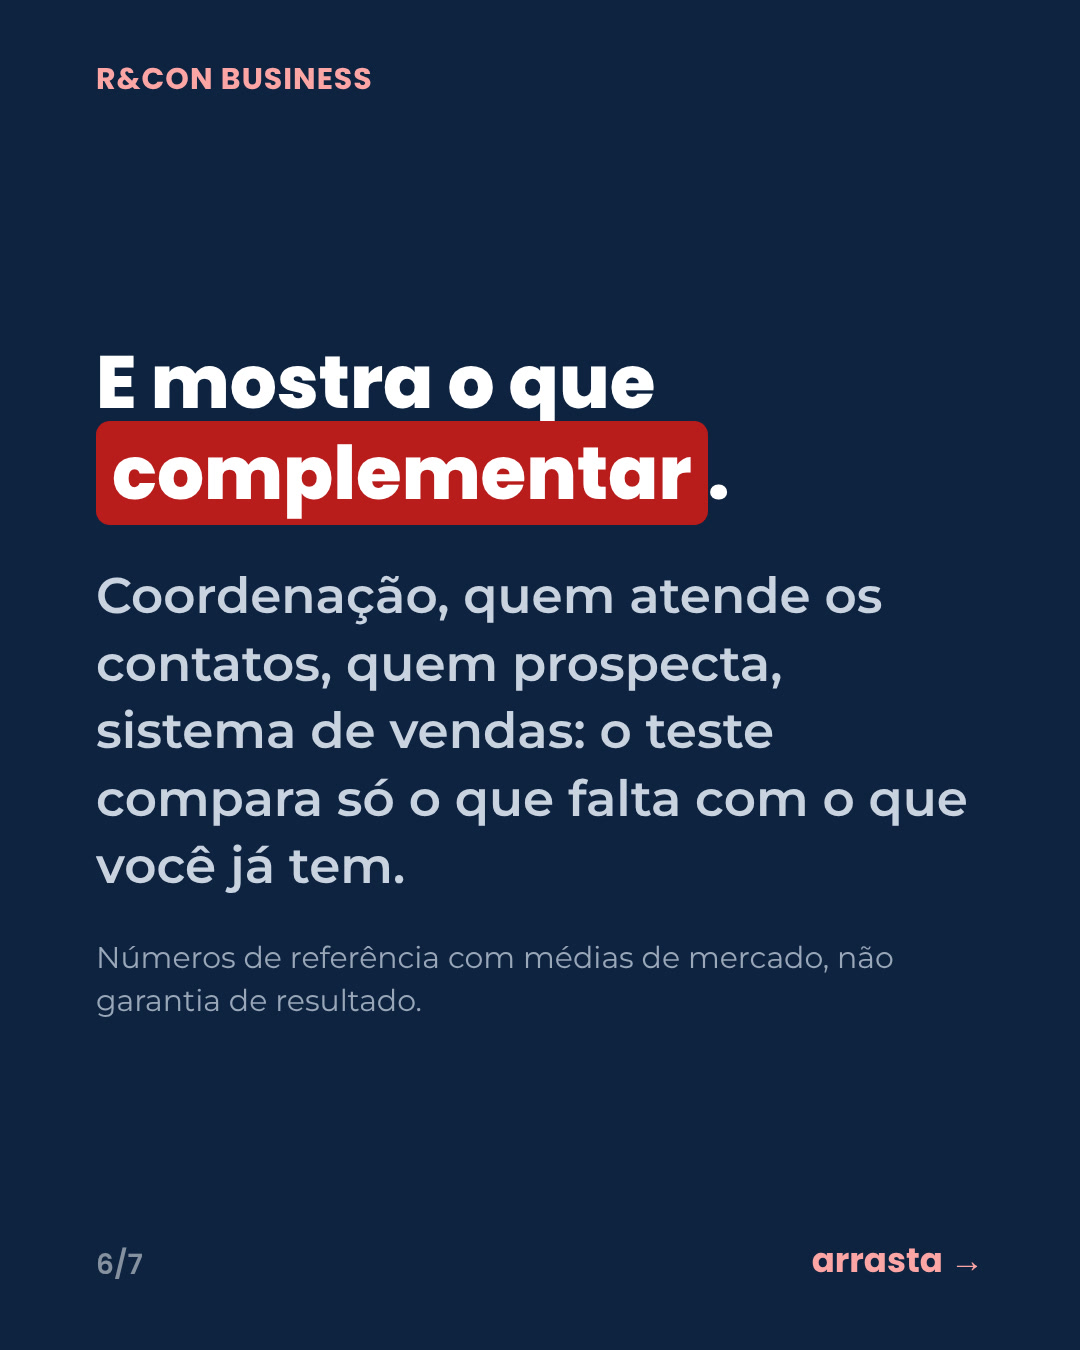 R&CON BUSINESS
E mostra o que
complementar.
Coordenação, quem atende os
contatos, quem prospecta,
sistema de vendas: o teste
compara só o que falta com o que
você já tem.
Números de referência com médias de mercado, não
garantia de resultado.
6/7
arrasta →